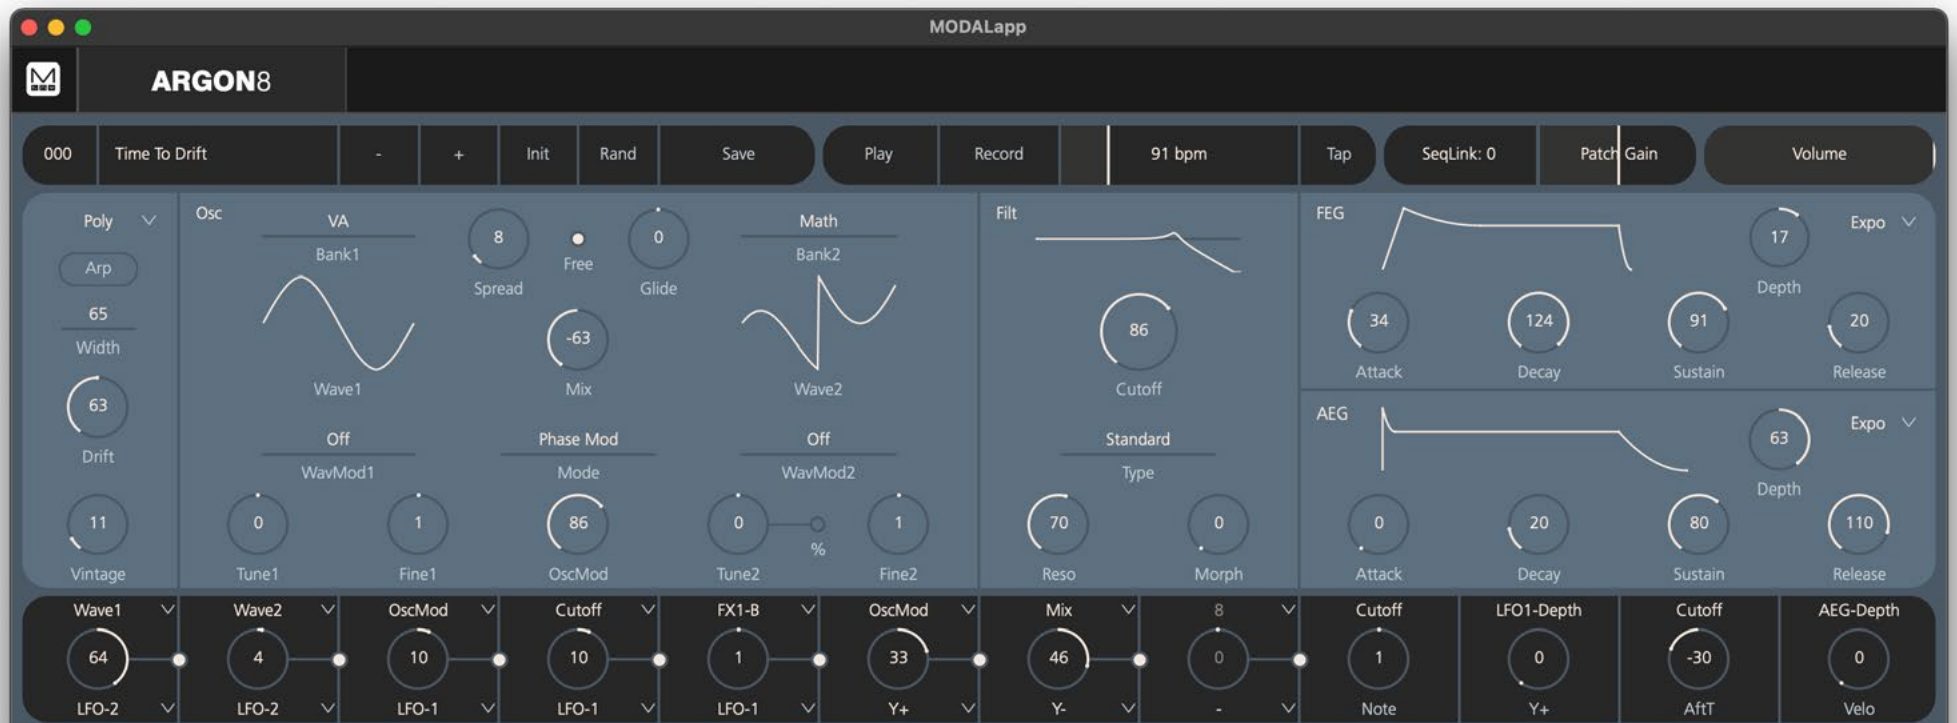 MODALapp
ARGON8
000 Time To Drift - + Init Rand Save Play Record 91 bpm Tap SeqLink: 0 Patch Gain Volume
Poly
Arp
65
Width
63
Drift
11
Vintage
Osc
VA
Bank1
8
Spread
Free
0
Glide
Math
Bank2
-63
Mix
Wave1
Wave2
Off
WavMod1
Phase Mod
Mode
Off
WavMod2
0
Tune1
1
Fine1
86
OscMod
0
Tune2
%
1
Fine2
Filt
86
Cutoff
Standard
Type
70
Reso
0
Morph
FEG
17
Depth
Expo
34
Attack
124
Decay
91
Sustain
20
Release
AEG
63
Depth
Expo
0
Attack
20
Decay
80
Sustain
110
Release
Wave1 Wave2 OscMod Cutoff FX1-B OscMod Mix 8 Cutoff LFO1-Depth Cutoff AEG-Depth
64 4 10 10 1 33 46 0 1 0 -30 0
LFO-2 LFO-2 LFO-1 LFO-1 LFO-1 Y+ Y- - Note Y+ AftT Velo